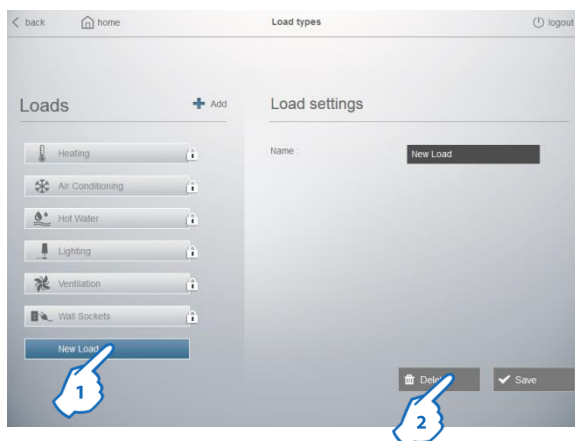 back home Load types logout
Loads Add
Load settings
Heating
Air Conditioning
Hot Water
Lighting
Ventilation
Wall Sockets
New Load
Name :
New Load
Save
1
2